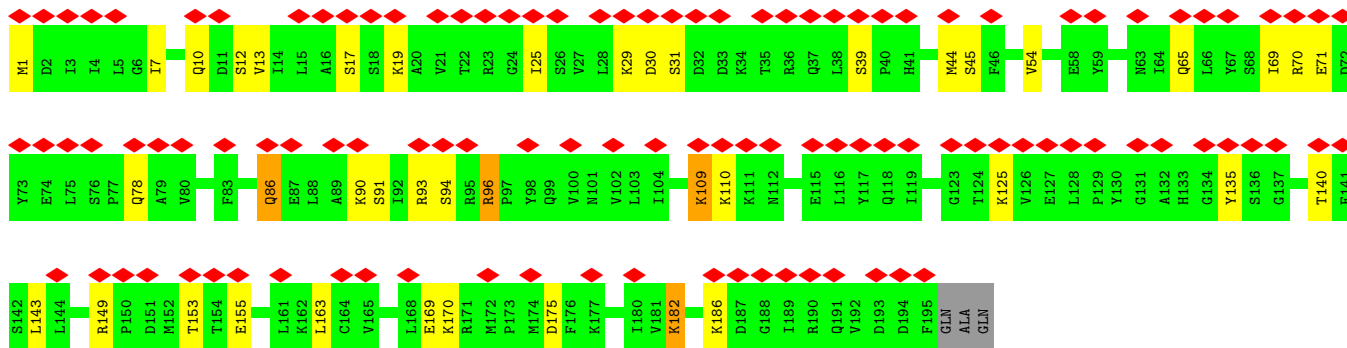 M1 D2 I3 I4 L5 G6 I7 Q10 D11 S12 V13 I14 L15 A16 S17 S18 K19 A20 V21 T22 R23 G24 I25 S26 V27 L28 K29 D30 S31 D32 D33 K34 T35 R36 Q37 L38 S39 P40 H41 M44 S45 F46 V54 E58 Y59 N63 I64 Q65 L66 Y67 S68 I69 R70 E71 D72
Y73 E74 L75 S76 P77 Q78 A79 V80 F83 Q86 E87 L88 A89 K90 S91 I92 R93 S94 R95 R96 P97 Y98 Q99 V100 N101 V102 L103 I104 K109 K110 K111 N112 E115 L116 Y117 Q118 I119 G123 T124 K125 V126 E127 L128 P129 Y130 G131 A132 H133 G134 Y135 S136 G137 T140 F141
S142 L143 L144 R149 P150 D151 M152 T153 T154 E155 L161 K162 L163 C164 V165 L168 E169 K170 R171 M172 P173 M174 D175 F176 K177 I180 V181 K182 K186 D187 G188 I189 R190 Q191 V192 D193 D194 F195 GLN ALA GLN